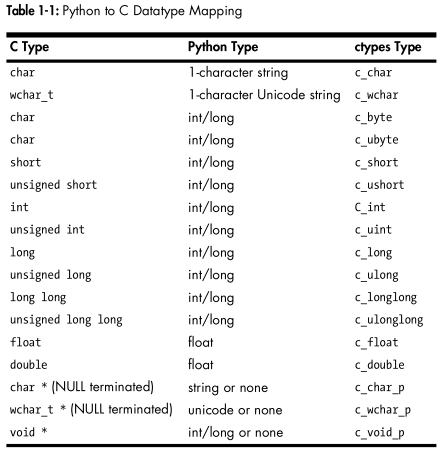 Table 1-1: Python to C Datatype Mapping
C Type Python Type ctypes Type
char 1-character string c_char
wchar_t 1-character Unicode string c_wchar
char int/long c_byte
char int/long c_ubyte
short int/long c_short
unsigned short int/long c_ushort
int int/long C_int
unsigned int int/long c_uint
long int/long c_long
unsigned long int/long c_ulong
long long int/long c_longlong
unsigned long long int/long c_ulonglong
float float c_float
double float c_double
char * (NULL terminated) string or none c_char_p
wchar_t * (NULL terminated) unicode or none c_wchar_p
void * int/long or none c_void_p